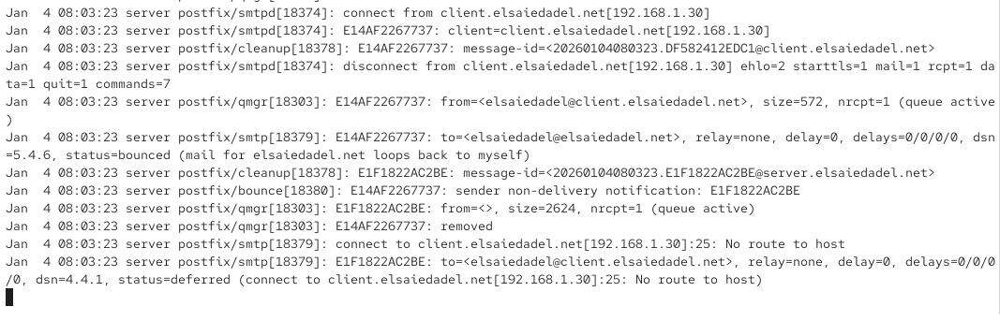 Jan  4 08:03:23 server postfix/smtpd[18374]: connect from client.elsaiedadel.net[192.168.1.30]
Jan  4 08:03:23 server postfix/smtpd[18374]: E14AF2267737: client=client.elsaiedadel.net[192.168.1.30]
Jan  4 08:03:23 server postfix/cleanup[18378]: E14AF2267737: message-id=<20260104080323.DF582412EDC1@client.elsaiedadel.net>
Jan  4 08:03:23 server postfix/smtpd[18374]: disconnect from client.elsaiedadel.net[192.168.1.30] ehlo=2 starttls=1 mail=1 rcpt=1 da
ta=1 quit=1 commands=7
Jan  4 08:03:23 server postfix/qmgr[18303]: E14AF2267737: from=<elsaiedadel@client.elsaiedadel.net>, size=572, nrcpt=1 (queue active
)
Jan  4 08:03:23 server postfix/smtp[18379]: E14AF2267737: to=<elsaiedadel@elsaiedadel.net>, relay=none, delay=0, delays=0/0/0/0, dsn
=5.4.6, status=bounced (mail for elsaiedadel.net loops back to myself)
Jan  4 08:03:23 server postfix/cleanup[18378]: E1F1822AC2BE: message-id=<20260104080323.E1F1822AC2BE@server.elsaiedadel.net>
Jan  4 08:03:23 server postfix/bounce[18380]: E14AF2267737: sender non-delivery notification: E1F1822AC2BE
Jan  4 08:03:23 server postfix/qmgr[18303]: E1F1822AC2BE: from=<>, size=2624, nrcpt=1 (queue active)
Jan  4 08:03:23 server postfix/qmgr[18303]: E14AF2267737: removed
Jan  4 08:03:23 server postfix/smtp[18379]: connect to client.elsaiedadel.net[192.168.1.30]:25: No route to host
Jan  4 08:03:23 server postfix/smtp[18379]: E1F1822AC2BE: to=<elsaiedadel@client.elsaiedadel.net>, relay=none, delay=0, delays=0/0/0
/0, dsn=4.4.1, status=deferred (connect to client.elsaiedadel.net[192.168.1.30]:25: No route to host)